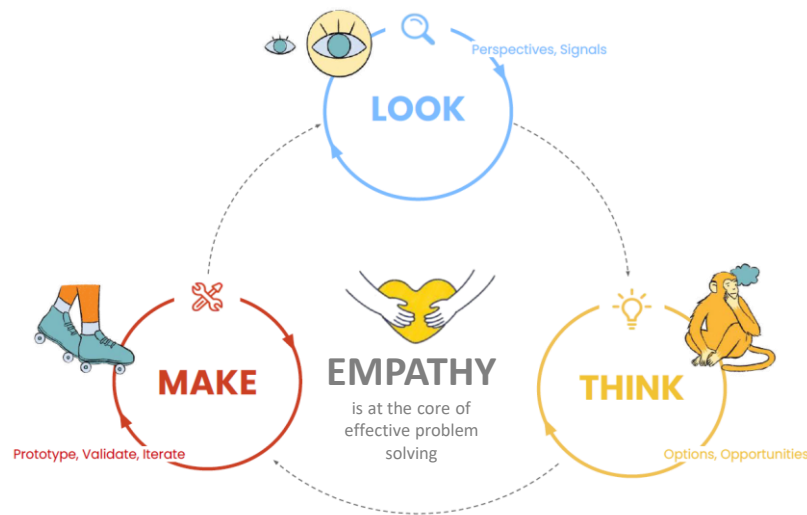 Perspectives, Signals
LOOK
MAKE
Prototype, Validate, Iterate
EMPATHY
is at the core of
effective problem
solving
THINK
Options, Opportunities